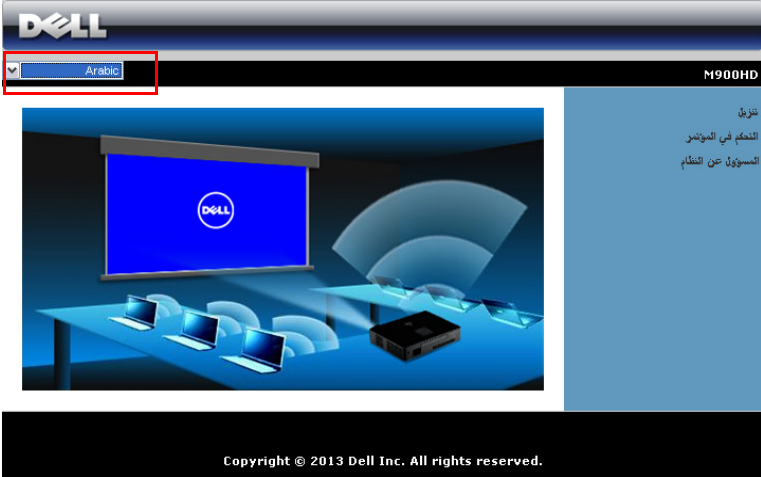 DELL
Arabic
M900HD
تنزيل
التحكم في المؤتمر
المسؤول عن النظام
DELL
Copyright © 2013 Dell Inc. All rights reserved.